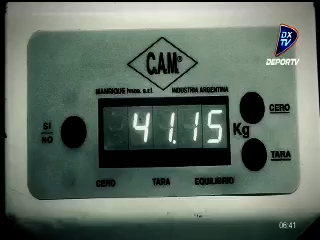 DX
TV
DEPORTV
C.A.M.®
MANRIQUE hnos. s.r.l. INDUSTRIA ARGENTINA
SI
NO
41.15
Kg
CERO
TARA
CERO TARA EQUILIBRIO
06:41